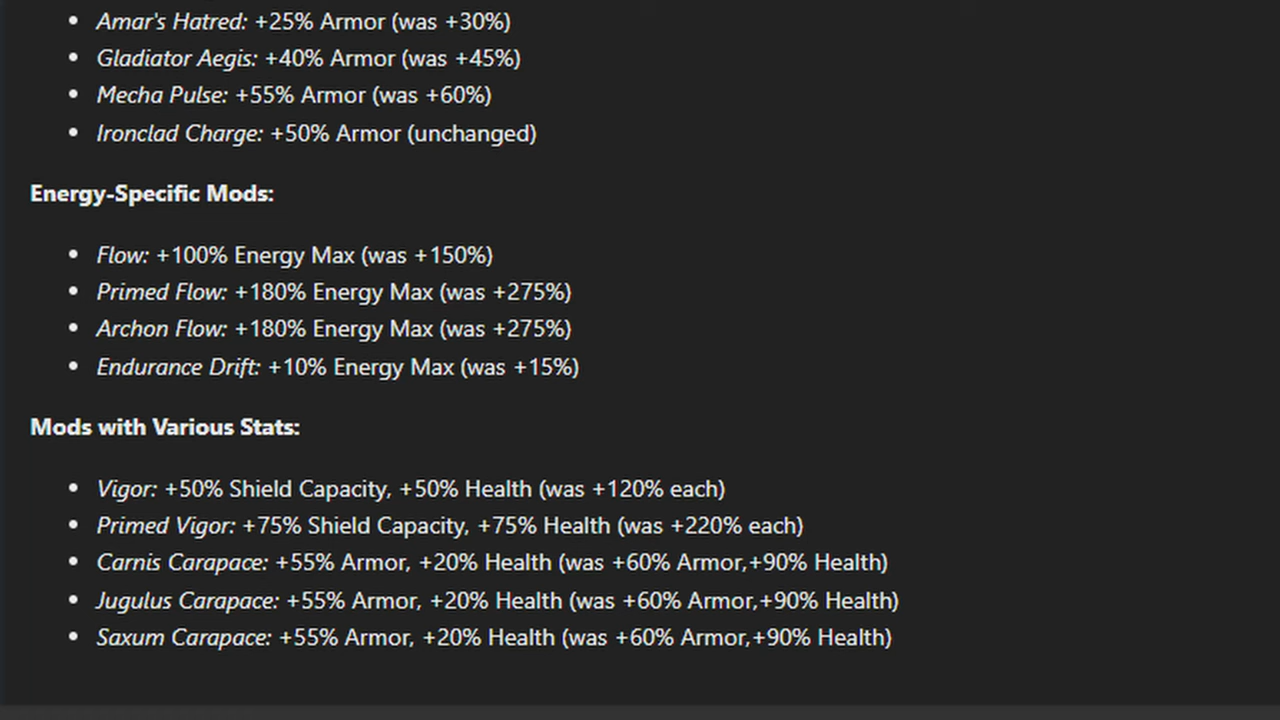 Amar's Hatred: +25% Armor (was +30%)
Gladiator Aegis: +40% Armor (was +45%)
Mecha Pulse: +55% Armor (was +60%)
Ironclad Charge: +50% Armor (unchanged)
Energy-Specific Mods:
Flow: +100% Energy Max (was +150%)
Primed Flow: +180% Energy Max (was +275%)
Archon Flow: +180% Energy Max (was +275%)
Endurance Drift: +10% Energy Max (was +15%)
Mods with Various Stats:
Vigor: +50% Shield Capacity, +50% Health (was +120% each)
Primed Vigor: +75% Shield Capacity, +75% Health (was +220% each)
Carnis Carapace: +55% Armor, +20% Health (was +60% Armor,+90% Health)
Jugulus Carapace: +55% Armor, +20% Health (was +60% Armor,+90% Health)
Saxum Carapace: +55% Armor, +20% Health (was +60% Armor,+90% Health)